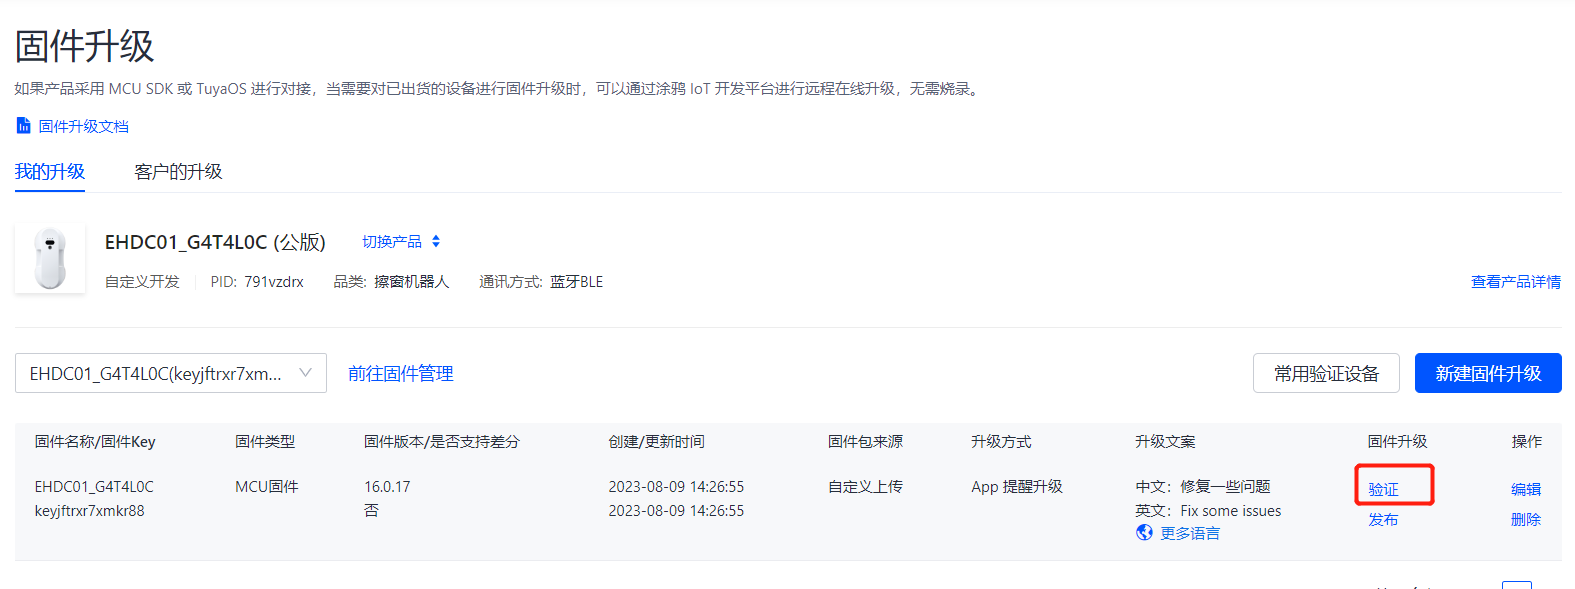 固件升级
如果产品采用 MCU SDK 或 TuyaOS 进行对接，当需要对已出货的设备进行固件升级时，可以通过涂鸦 IoT 开发平台进行远程在线升级，无需烧录。
固件升级文档
我的升级 客户的升级
EHDC01_G4T4L0C (公版) 切换产品
自定义开发 PID: 791vzdrx 品类: 擦窗机器人 通讯方式: 蓝牙BLE 查看产品详情
EHDC01_G4T4L0C(keyjftrxr7xm... 前往固件管理 常用验证设备 新建固件升级
固件名称/固件Key 固件类型 固件版本/是否支持差分 创建/更新时间 固件包来源 升级方式 升级文案 固件升级 操作
EHDC01_G4T4L0C MCU固件 16.0.17 2023-08-09 14:26:55 自定义上传 App 提醒升级 中文：修复一些问题 验证 编辑
keyjftrxr7xmkr88 否 2023-08-09 14:26:55 英文：Fix some issues 发布 删除
更多语言